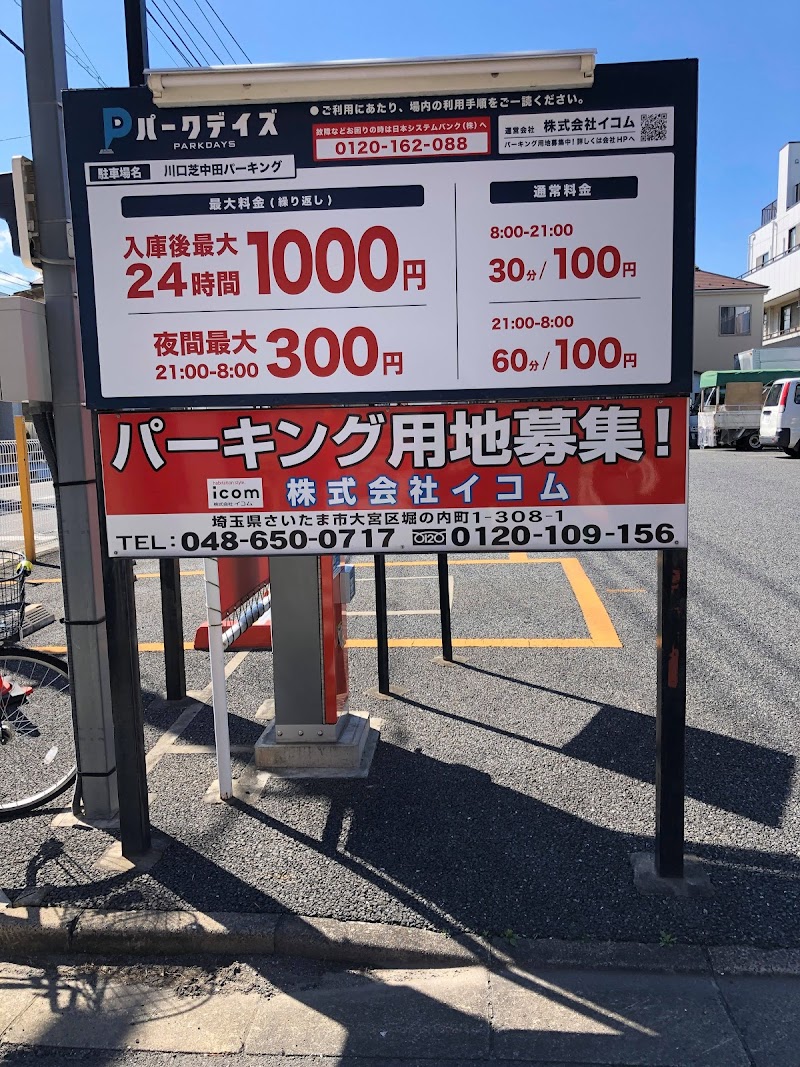 ●ご利用にあたり、場内の利用手順をご一読ください。
P パークデイズ
PARKDAYS
故障などお困りの時は日本システムバンク(株)へ
0120-162-088
運営会社 株式会社イコム
パーキング用地募集中!詳しくは会社HPへ
駐車場名 川口芝中田パーキング
最大料金(繰り返し)
入庫後最大
24時間 1000円
夜間最大
21:00-8:00 300円
通常料金
8:00-21:00
30分/100円
21:00-8:00
60分/100円
パーキング用地募集!
icom
株式会社イコム
株式会社イコム
埼玉県さいたま市大宮区堀の内町1-308-1
TEL:048-650-0717 0120-109-156